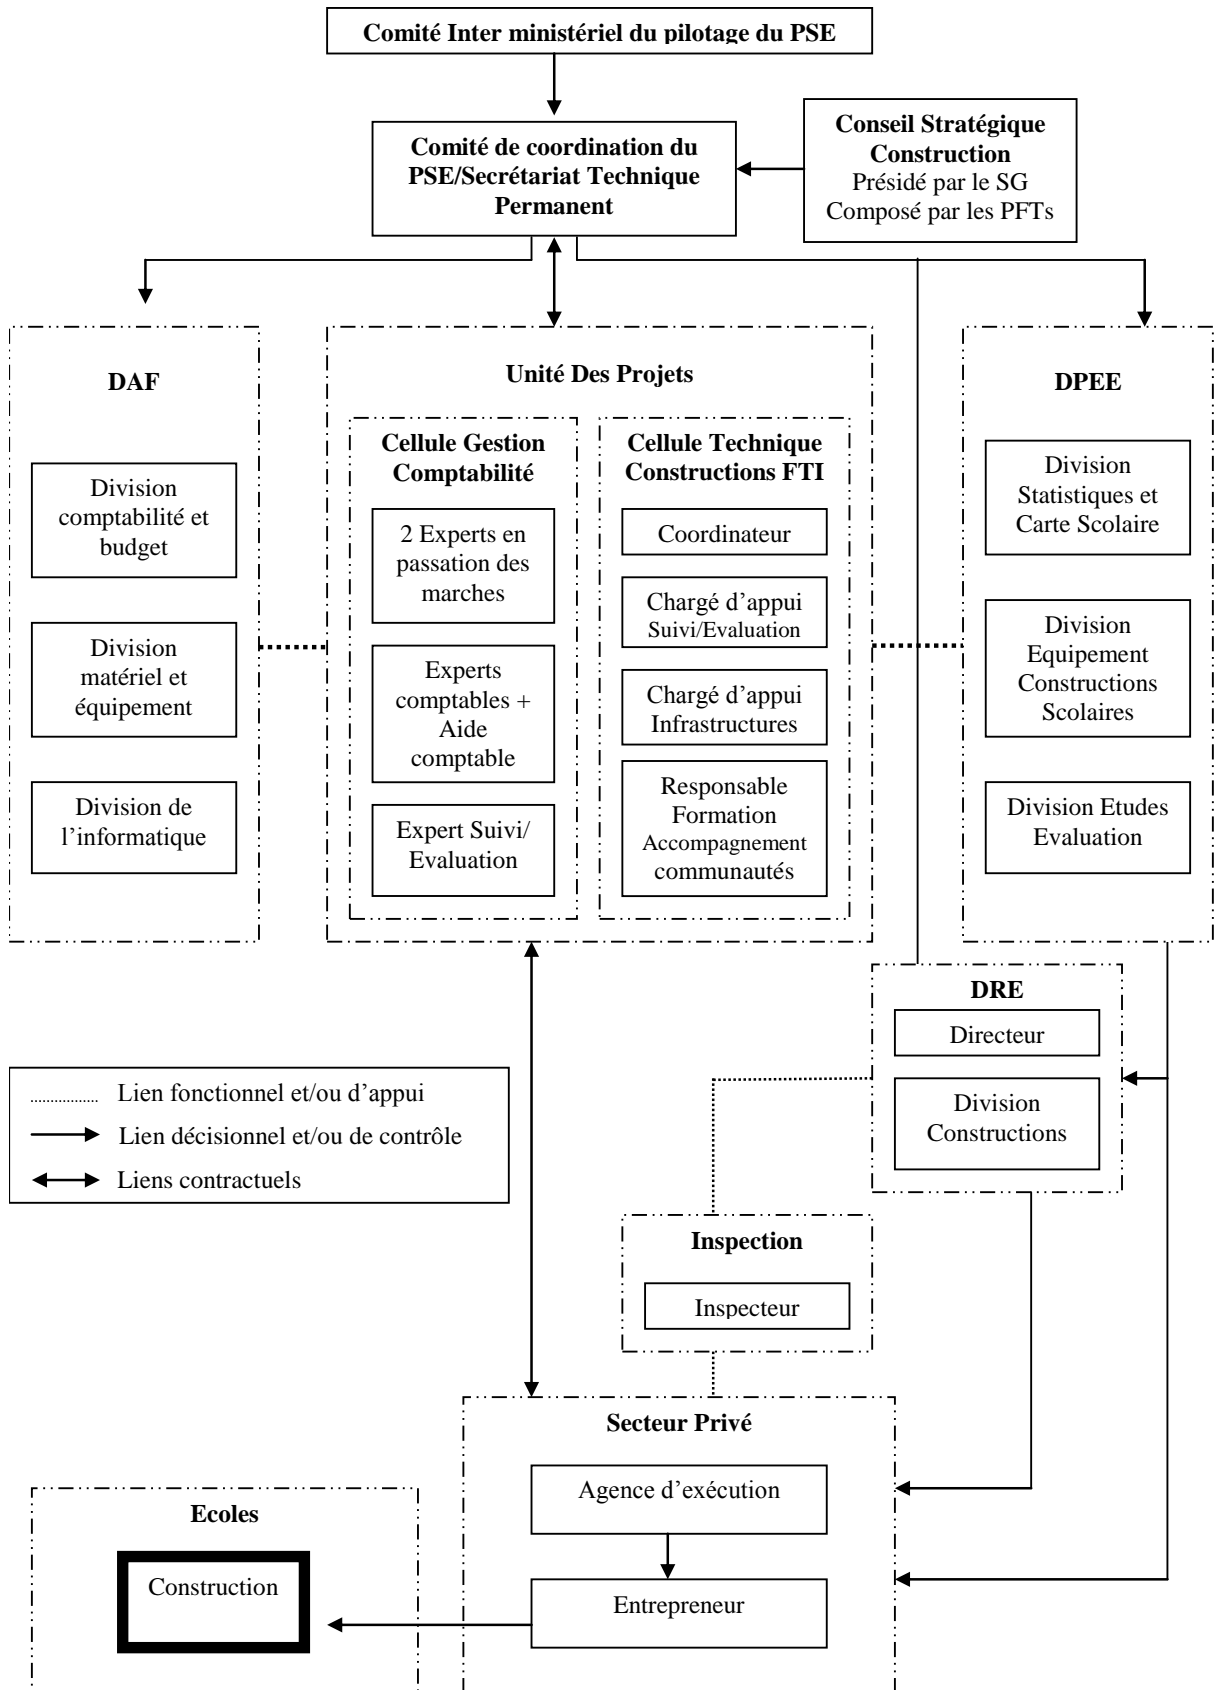 Comité Inter ministériel du pilotage du PSE
Comité de coordination du
PSE/Secrétariat Technique
Permanent
Conseil Stratégique
Construction
Présidé par le SG
Composé par les PFTs
DAF
Division
comptabilité et
budget
Division
matériel et
équipement
Division de
l’informatique
Unité Des Projets
Cellule Gestion
Comptabilité
2 Experts en
passation des
marches
Experts
comptables +
Aide
comptable
Expert Suivi/
Evaluation
Cellule Technique
Constructions FTI
Coordinateur
Chargé d’appui
Suivi/Evaluation
Chargé d’appui
Infrastructures
Responsable
Formation
Accompagnement
communautés
DPEE
Division
Statistiques et
Carte Scolaire
Division
Equipement
Constructions
Scolaires
Division Etudes
Evaluation
DRE
Directeur
Division
Constructions
Lien fonctionnel et/ou d’appui
Lien décisionnel et/ou de contrôle
Liens contractuels
Inspection
Inspecteur
Secteur Privé
Agence d’exécution
Entrepreneur
Ecoles
Construction